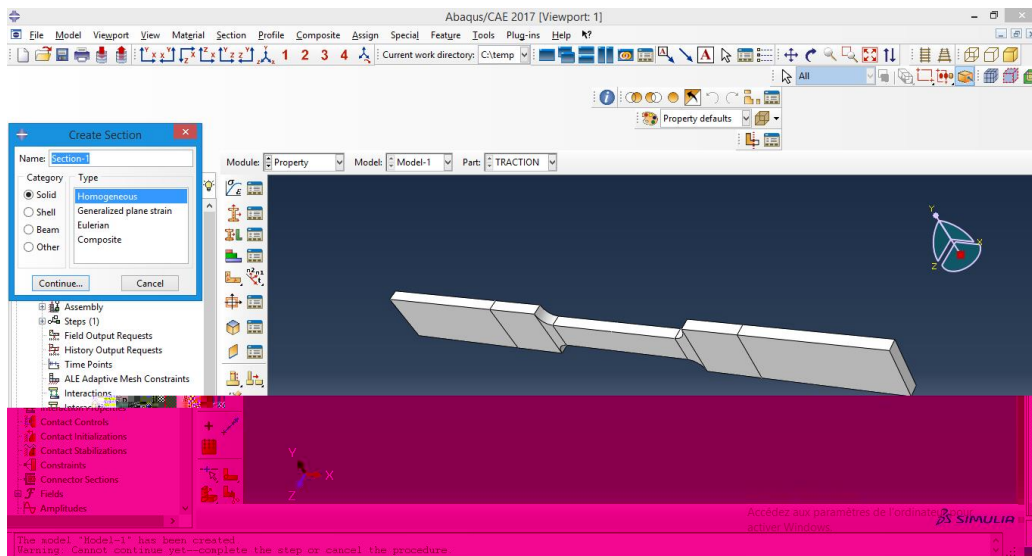 Abaqus/CAE 2017 [Viewport: 1]
File Model Viewport View Material Section Profile Composite Assign Special Feature Tools Plug-ins Help
1 2 3 4 Current work directory: C:\temp
All
Property defaults
Create Section
Name: Section-1
Category Type
Solid
Shell
Beam
Other
Homogeneous
Generalized plane strain
Eulerian
Composite
Continue... Cancel
Module: Property Model: Model-1 Part: TRACTION
Assembly
Steps (1)
Field Output Requests
History Output Requests
Time Points
ALE Adaptive Mesh Constraints
Interactions
Contact Controls
Contact Initializations
Contact Stabilizations
Constraints
Connector Sections
Fields
Amplitudes
Y
X
Z
Y
X
Z
Accédez aux paramètres de l'ordinateur pour
activer Windows.
SIMULIA
The model "Model-1" has been created.
Warning: Cannot continue yet--complete the step or cancel the procedure.